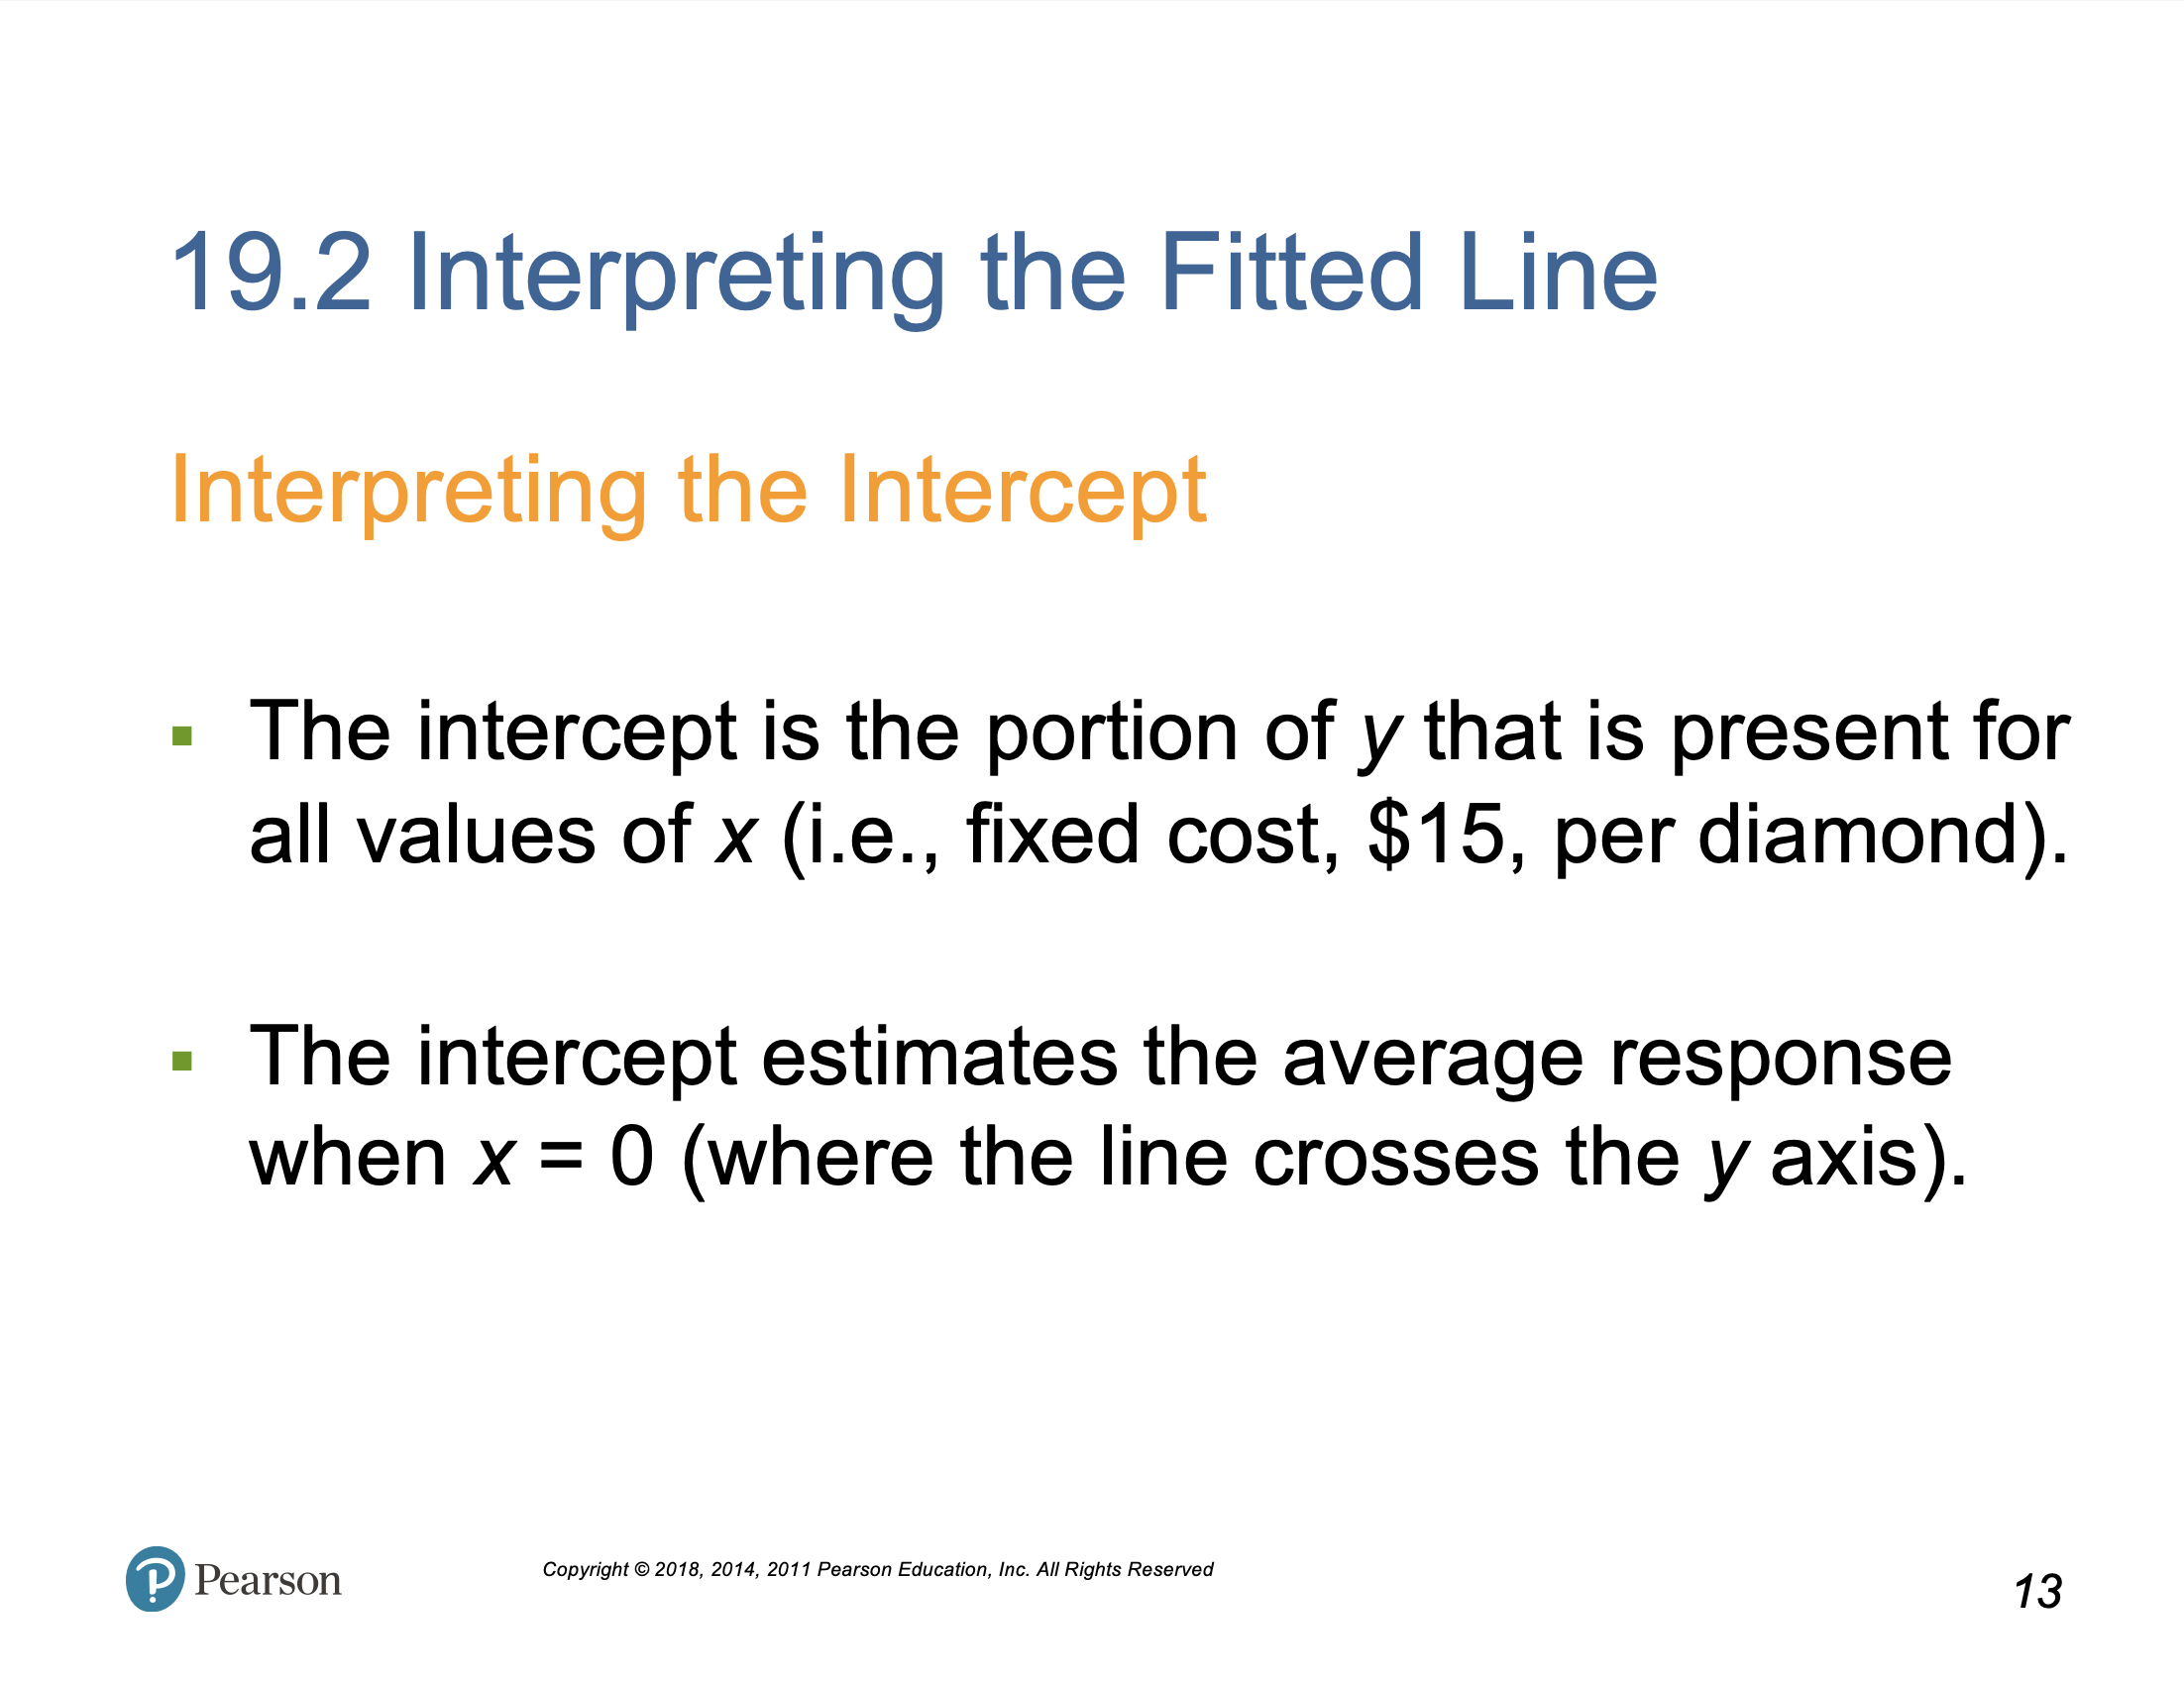 19.2 Interpreting the Fitted Line
Interpreting the Intercept
▪ The intercept is the portion of y that is present for
all values of x (i.e., fixed cost, $15, per diamond).
▪ The intercept estimates the average response
when x = 0 (where the line crosses the y axis).
Pearson
Copyright © 2018, 2014, 2011 Pearson Education, Inc. All Rights Reserved
13